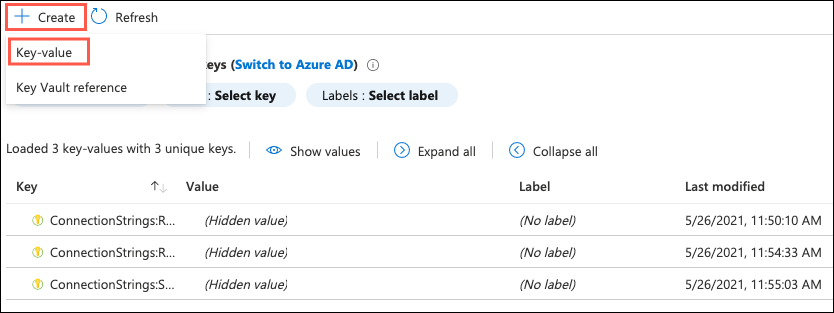 Create Refresh
Key-value
eys (Switch to Azure AD)
Key Vault reference
: Select key Labels : Select label
Loaded 3 key-values with 3 unique keys. Show values Expand all Collapse all
Key Value Label Last modified
ConnectionStrings:R... (Hidden value) (No label) 5/26/2021, 11:50:10 AM
ConnectionStrings:R... (Hidden value) (No label) 5/26/2021, 11:54:33 AM
ConnectionStrings:S... (Hidden value) (No label) 5/26/2021, 11:55:03 AM